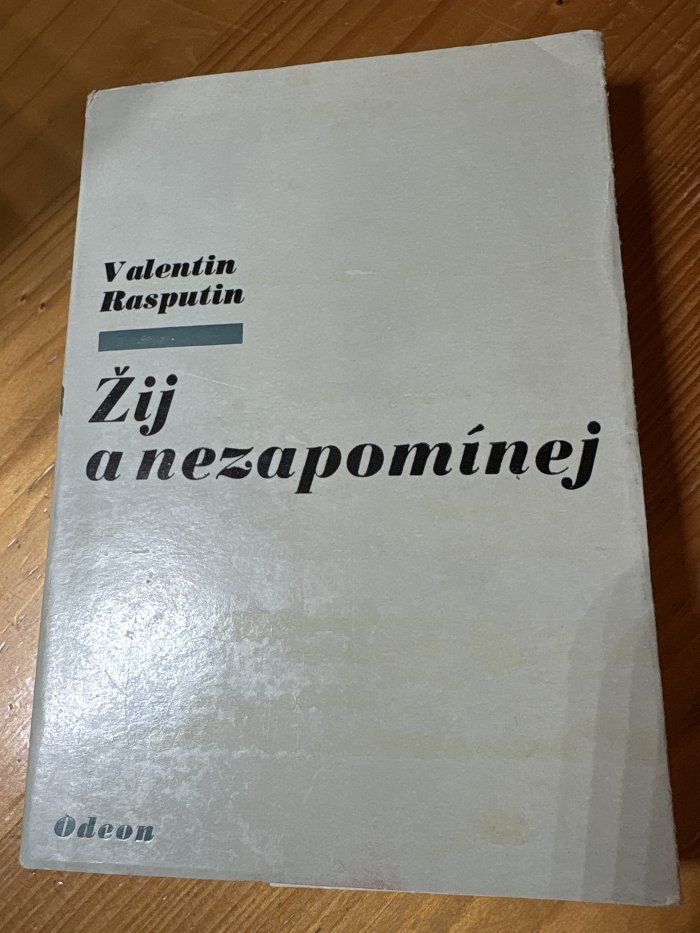 Valentin
Rasputin
Žij
a nezapomínej
Odeon